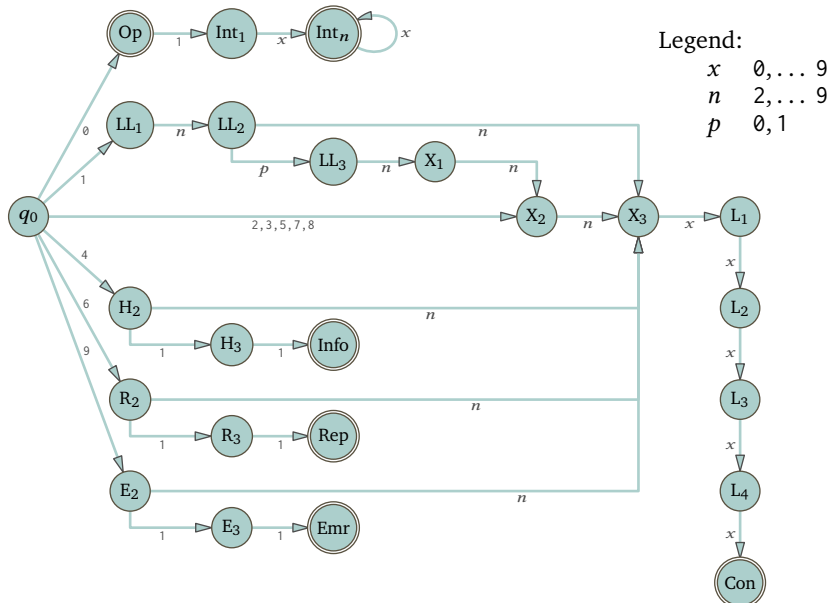 Op 1 Int₁ x Intₙ x
Legend:
x 0,... 9
n 2,... 9
p 0,1
0
LL₁ n LL₂ n
1
p LL₃ n X₁ n
q₀ 2,3,5,7,8 X₂ n X₃ x L₁
x
4
H₂ n L₂
6
1 H₃ 1 Info
9
x
R₂ n L₃
1 R₃ 1 Rep
x
E₂ n L₄
1 E₃ 1 Emr
x
Con